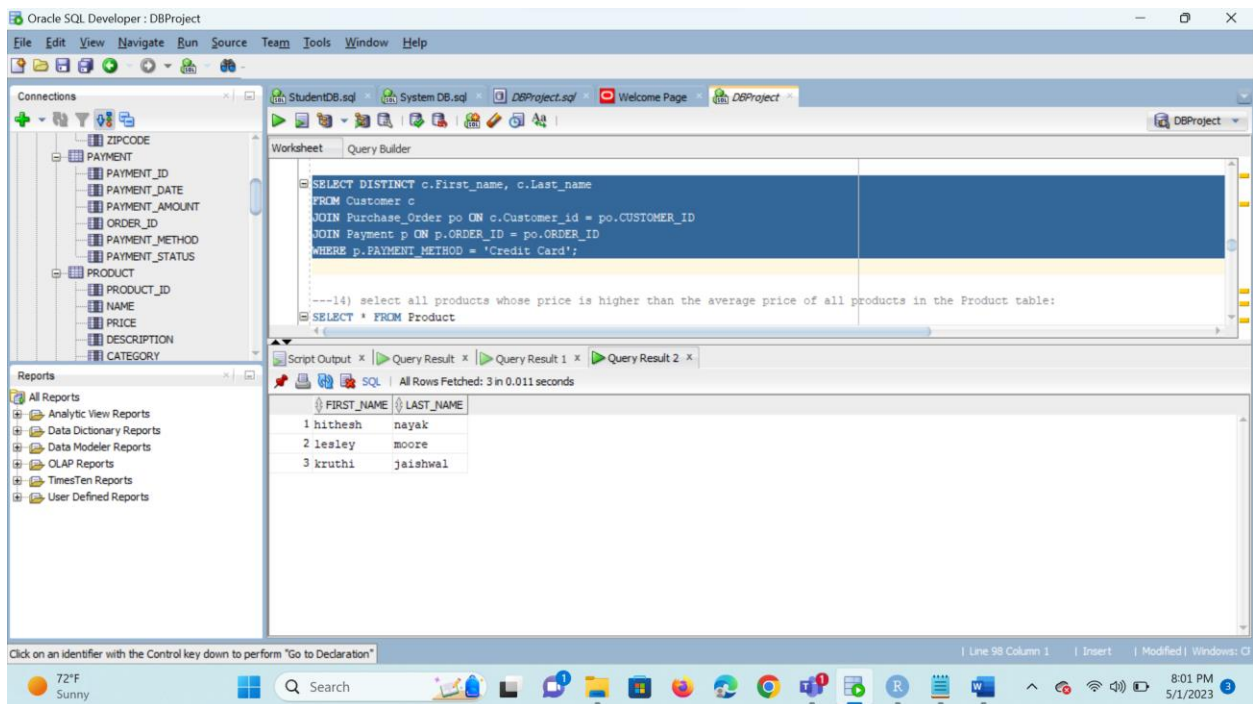 Oracle SQL Developer : DBProject
File Edit View Navigate Run Source Team Tools Window Help
Connections
StudentDB.sql System DB.sql DBProject.sql Welcome Page DBProject
DBProject
Worksheet Query Builder
ZIPCODE
PAYMENT
PAYMENT_ID
PAYMENT_DATE
PAYMENT_AMOUNT
ORDER_ID
PAYMENT_METHOD
PAYMENT_STATUS
PRODUCT
PRODUCT_ID
NAME
PRICE
DESCRIPTION
CATEGORY
SELECT DISTINCT c.First_name, c.Last_name
FROM Customer c
JOIN Purchase_Order po ON c.Customer_id = po.CUSTOMER_ID
JOIN Payment p ON p.ORDER_ID = po.ORDER_ID
WHERE p.PAYMENT_METHOD = 'Credit Card';
---14) select all products whose price is higher than the average price of all products in the Product table:
SELECT * FROM Product
Reports
All Reports
Analytic View Reports
Data Dictionary Reports
Data Modeler Reports
OLAP Reports
TimesTen Reports
User Defined Reports
Script Output x Query Result x Query Result 1 x Query Result 2 x
SQL | All Rows Fetched: 3 in 0.011 seconds
FIRST_NAME LAST_NAME
1 hithesh nayak
2 lesley moore
3 kruthi jaishwal
Click on an identifier with the Control key down to perform "Go to Declaration"
Line 98 Column 1 | Insert | Modified | Windows:
72°F
Sunny
Search
8:01 PM
5/1/2023
3